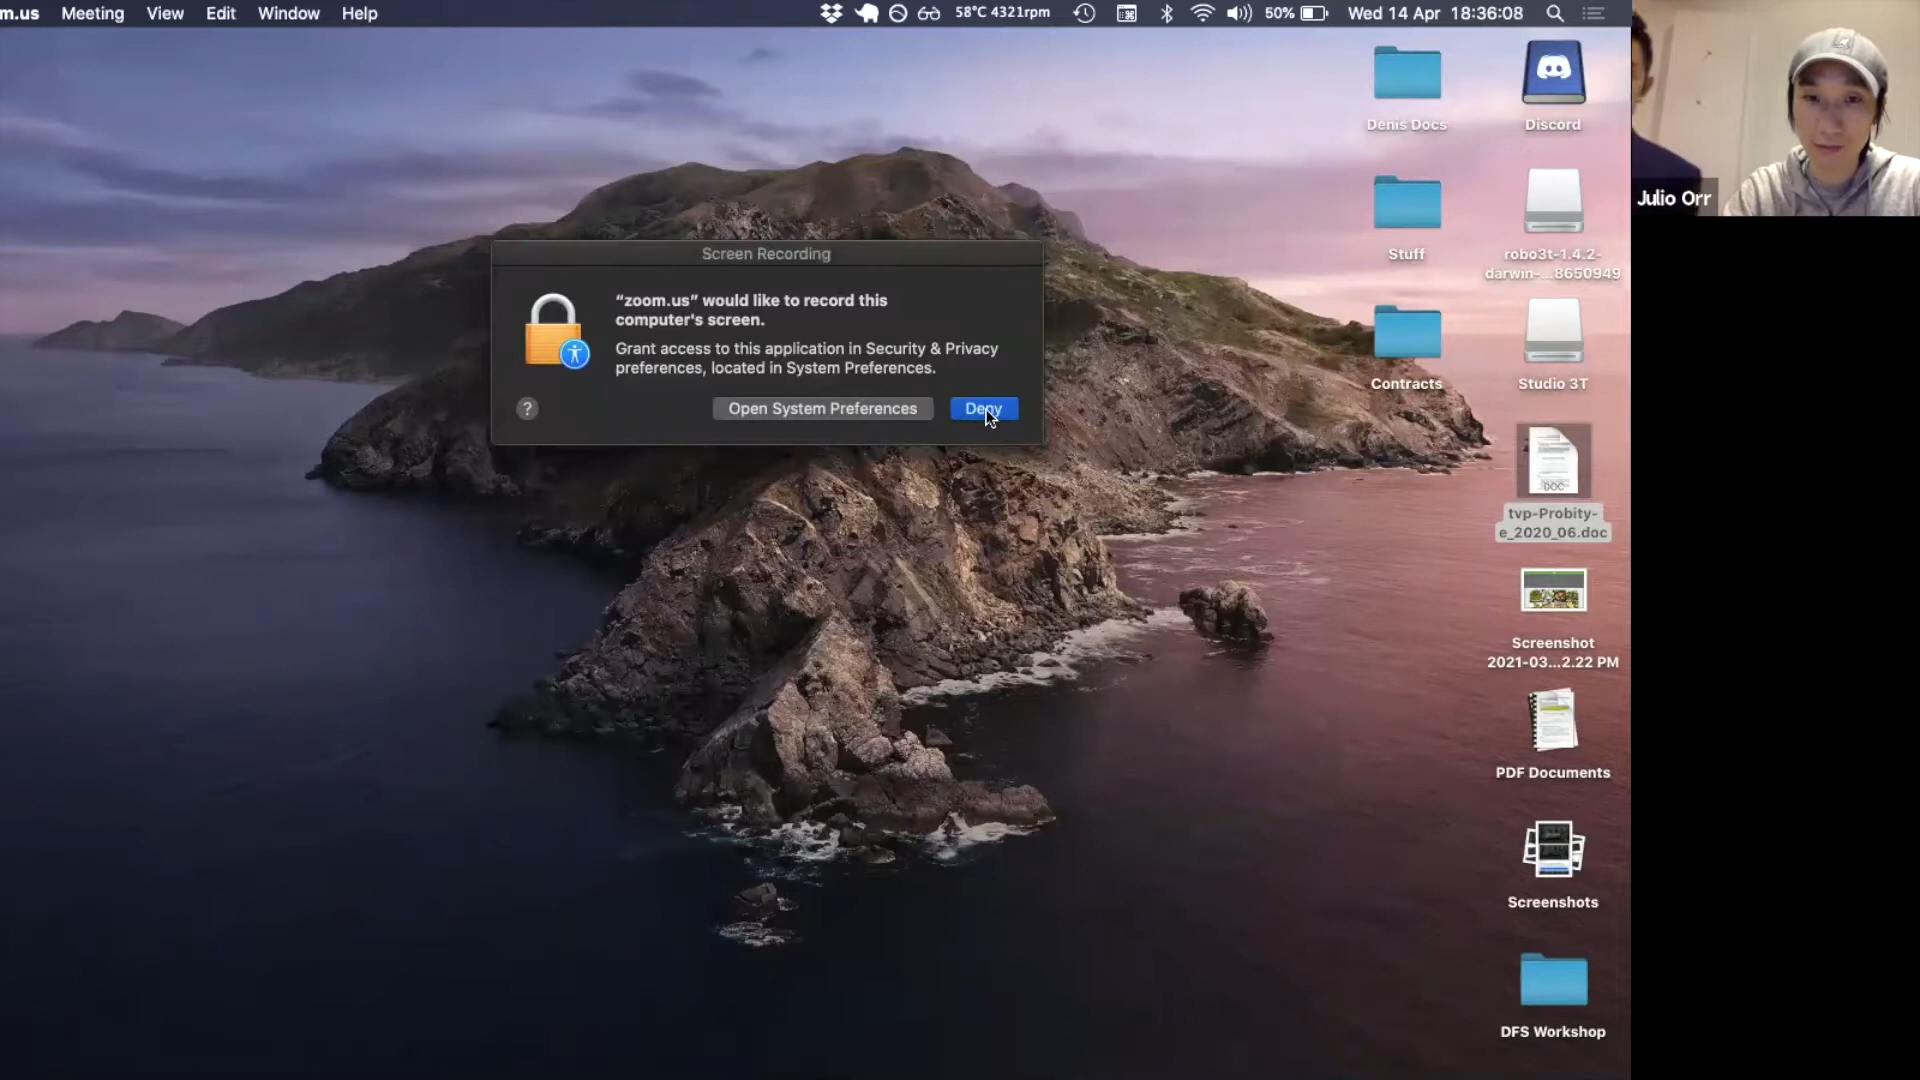 m.us Meeting View Edit Window Help 58°C 4321rpm 50% Wed 14 Apr 18:36:08
Denis Docs
Discord
Julio Orr
Stuff
robo3t-1.4.2-
darwin-...8650949
Screen Recording
“zoom.us” would like to record this
computer's screen.
Grant access to this application in Security & Privacy
preferences, located in System Preferences.
? Open System Preferences Deny
Contracts
Studio 3T
DOC
tvp-Probity-
e_2020_06.doc
Screenshot
2021-03...2.22 PM
PDF Documents
Screenshots
DFS Workshop